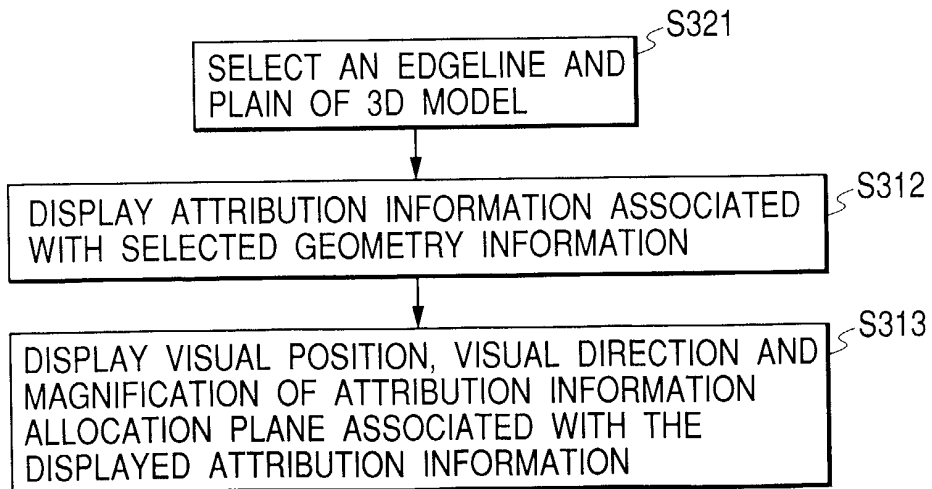 S321
SELECT AN EDGELINE AND
PLAIN OF 3D MODEL
S312
DISPLAY ATTRIBUTION INFORMATION ASSOCIATED
WITH SELECTED GEOMETRY INFORMATION
S313
DISPLAY VISUAL POSITION, VISUAL DIRECTION AND
MAGNIFICATION OF ATTRIBUTION INFORMATION
ALLOCATION PLANE ASSOCIATED WITH THE
DISPLAYED ATTRIBUTION INFORMATION